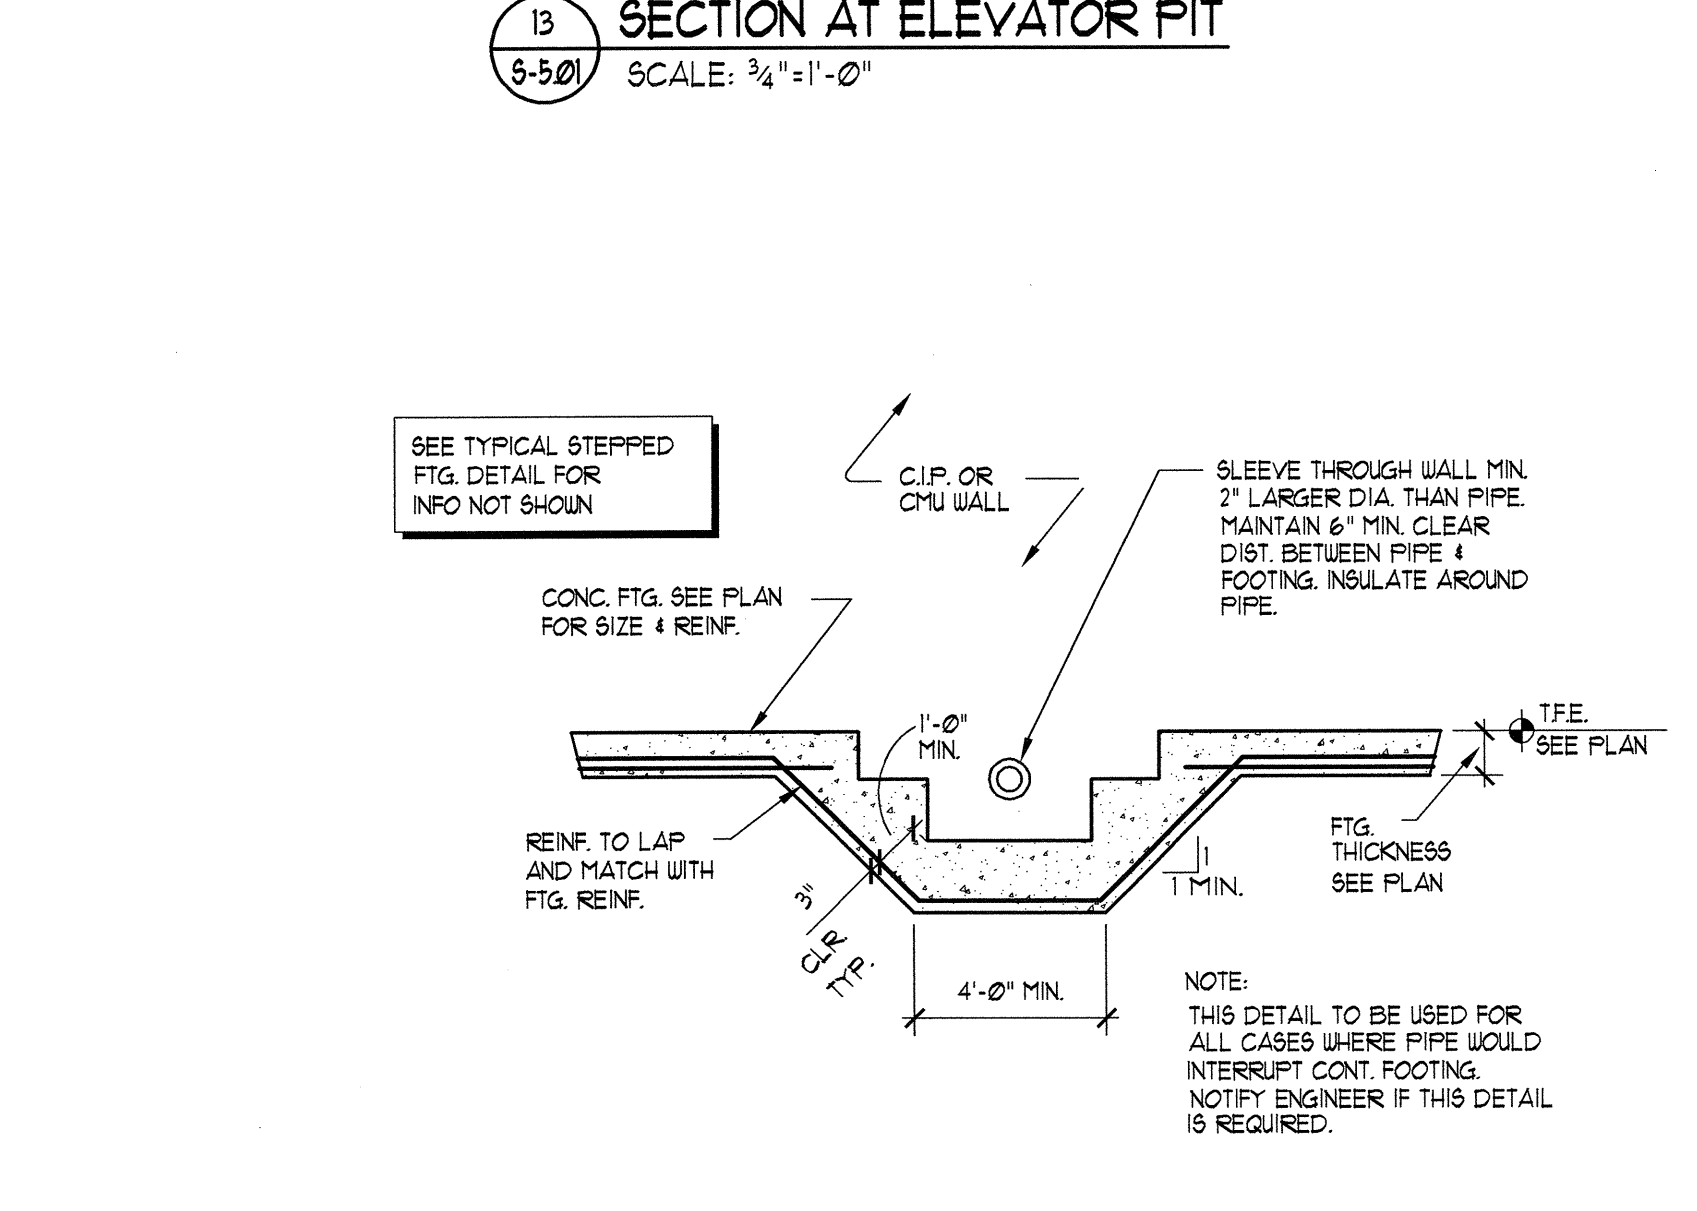 13
SECTION AT ELEVATOR PIT
S-5.01
SCALE: 3/4"=1'-0"
SEE TYPICAL STEPPED
FTG. DETAIL FOR
INFO NOT SHOWN
C.I.P. OR
CMU WALL
SLEEVE THROUGH WALL MIN.
2" LARGER DIA. THAN PIPE.
MAINTAIN 6" MIN. CLEAR
DIST. BETWEEN PIPE &
FOOTING. INSULATE AROUND
PIPE.
CONC. FTG. SEE PLAN
FOR SIZE & REINF.
1'-0"
MIN.
T.F.E.
SEE PLAN
REINF. TO LAP
AND MATCH WITH
FTG. REINF.
3"
CLR.
TYP.
1
1 MIN.
FTG.
THICKNESS
SEE PLAN
4'-0" MIN.
NOTE:
THIS DETAIL TO BE USED FOR
ALL CASES WHERE PIPE WOULD
INTERRUPT CONT. FOOTING.
NOTIFY ENGINEER IF THIS DETAIL
IS REQUIRED.